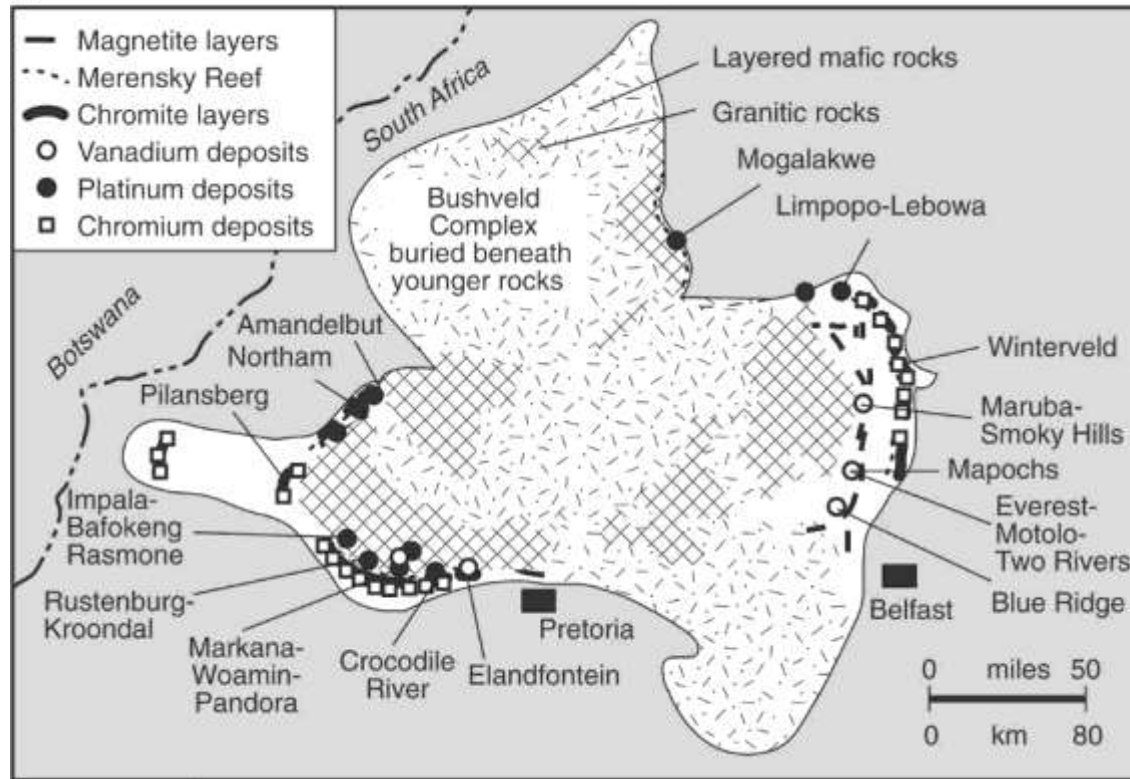 Magnetite layers
Merensky Reef
Chromite layers
Vanadium deposits
Platinum deposits
Chromium deposits
South Africa
Botswana
Layered mafic rocks
Granitic rocks
Mogalakwe
Limpopo-Lebowa
Bushveld
Complex
buried beneath
younger rocks
Amandelbut
Northam
Pilansberg
Winterveld
Maruba-
Smoky Hills
Mapochs
Everest-
Motolo-
Two Rivers
Blue Ridge
Impala-
Bafokeng
Rasmone
Rustenburg-
Kroondal
Markana-
Woamin-
Pandora
Crocodile
River
Elandfontein
Pretoria
Belfast
0 miles 50
0 km 80